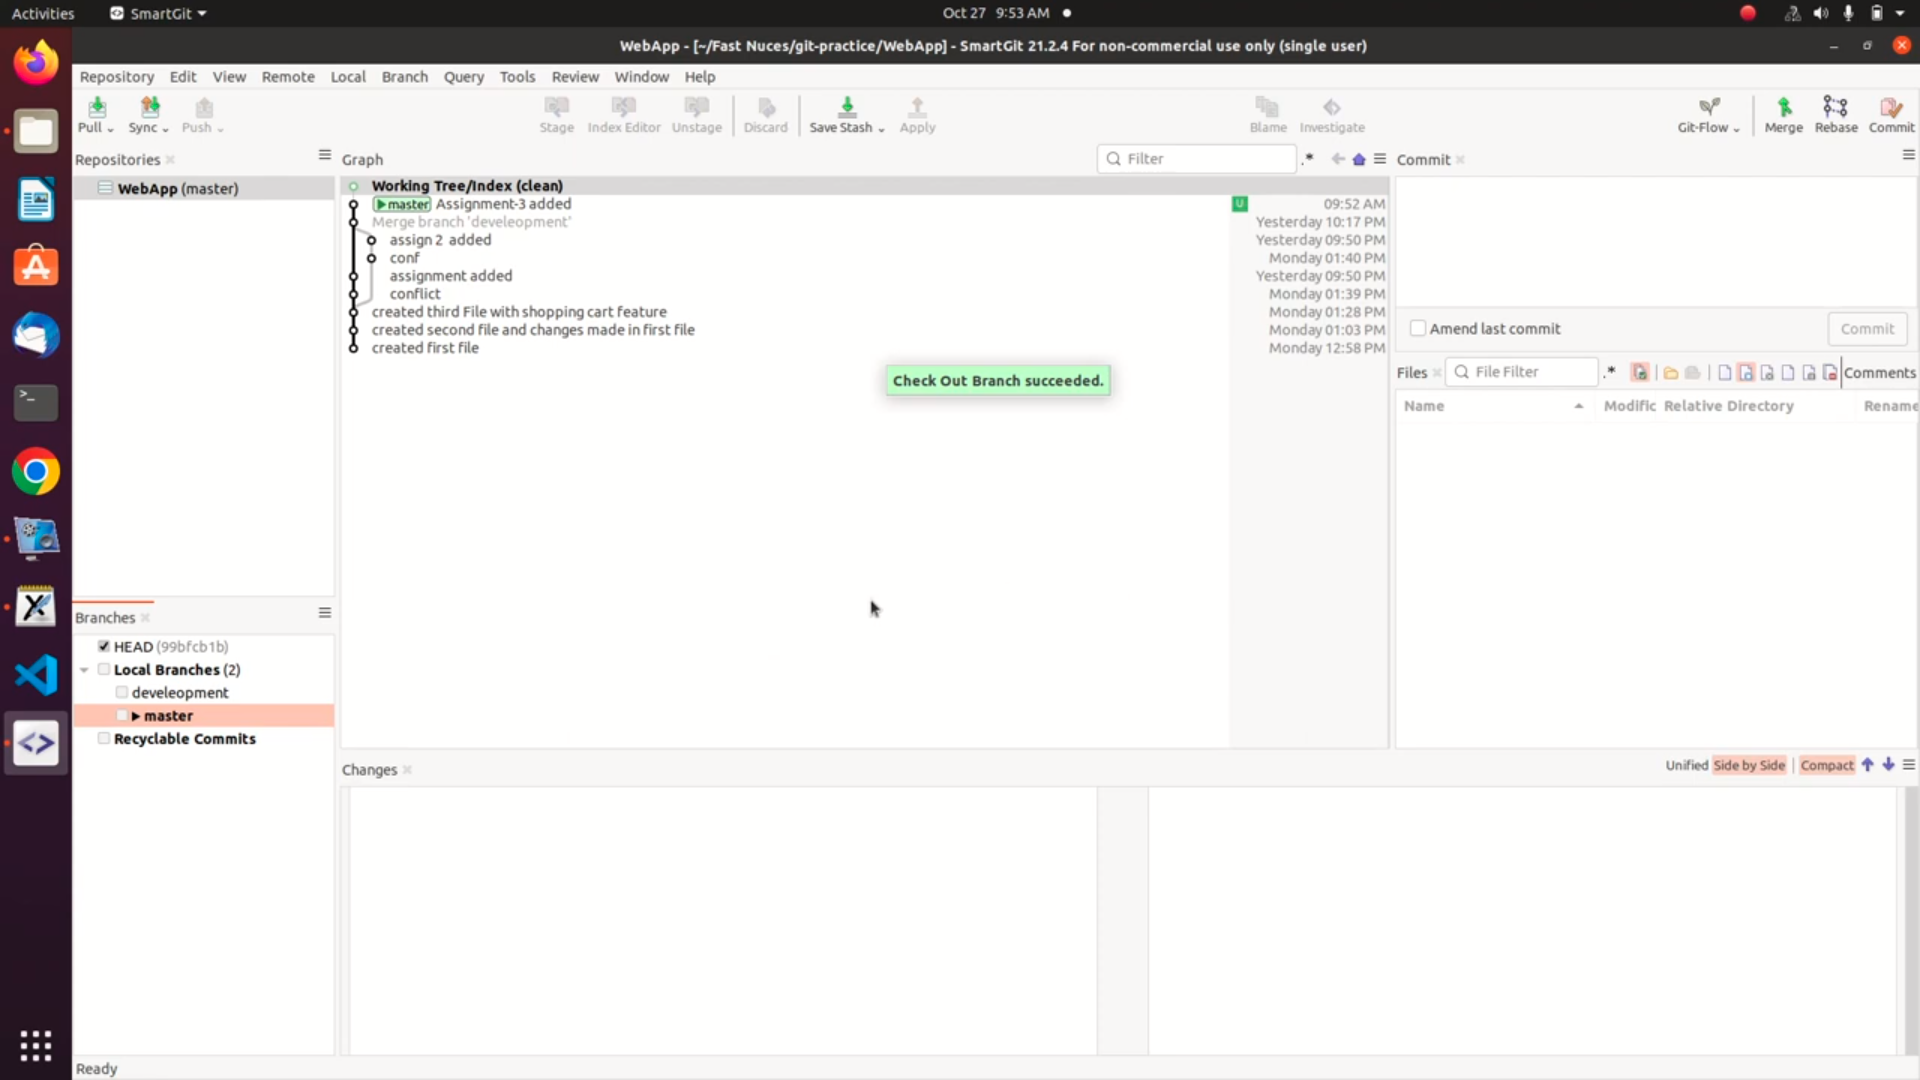 Activities SmartGit Oct 27 9:53 AM
WebApp - [~/Fast Nuces/git-practice/WebApp] - SmartGit 21.2.4 For non-commercial use only (single user)
Repository Edit View Remote Local Branch Query Tools Review Window Help
Pull Sync Push Stage Index Editor Unstage Discard Save Stash Apply Blame Investigate Git-Flow Merge Rebase Commit
Repositories Graph Filter .* Commit
WebApp (master)
Working Tree/Index (clean)
master Assignment-3 added U 09:52 AM
Merge branch 'develeopment' Yesterday 10:17 PM
assign 2 added Yesterday 09:50 PM
conf Monday 01:40 PM
assignment added Yesterday 09:50 PM
conflict Monday 01:39 PM
created third File with shopping cart feature Monday 01:28 PM
created second file and changes made in first file Monday 01:03 PM
created first file Monday 12:58 PM
Amend last commit Commit
Files File Filter .* Comments
Name Modific Relative Directory Rename
Check Out Branch succeeded.
Branches
HEAD (99bfcb1b)
Local Branches (2)
develeopment
master
Recyclable Commits
Changes Unified Side by Side Compact
Ready